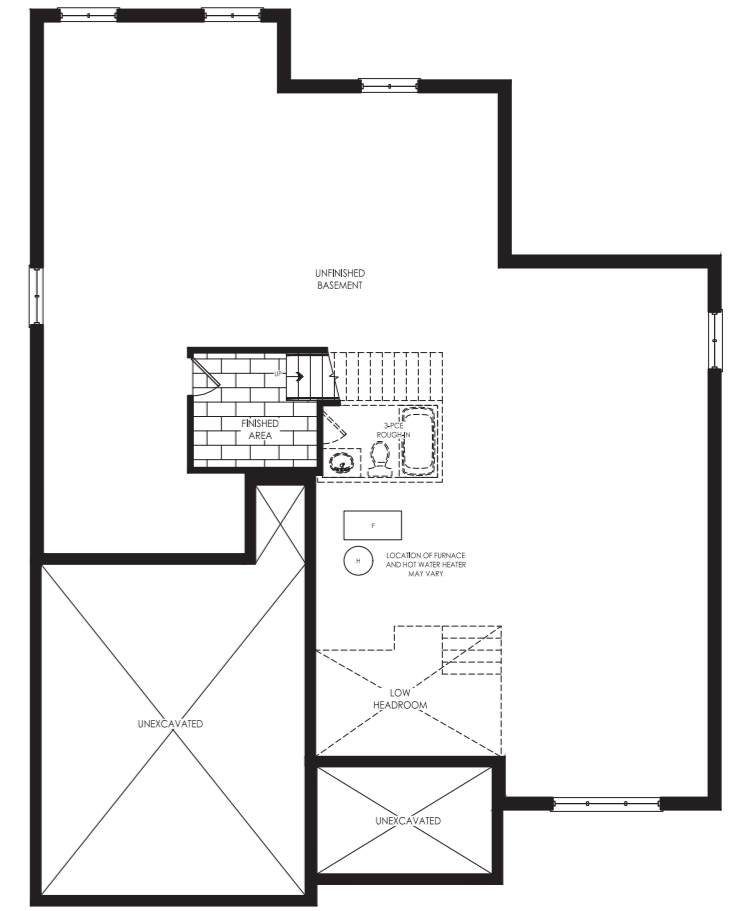 UNFINISHED
BASEMENT
UP
FINISHED
AREA
3-PCE
ROUGH-IN
F
H
LOCATION OF FURNACE
AND HOT WATER HEATER
MAY VARY
LOW
HEADROOM
UNEXCAVATED
UNEXCAVATED